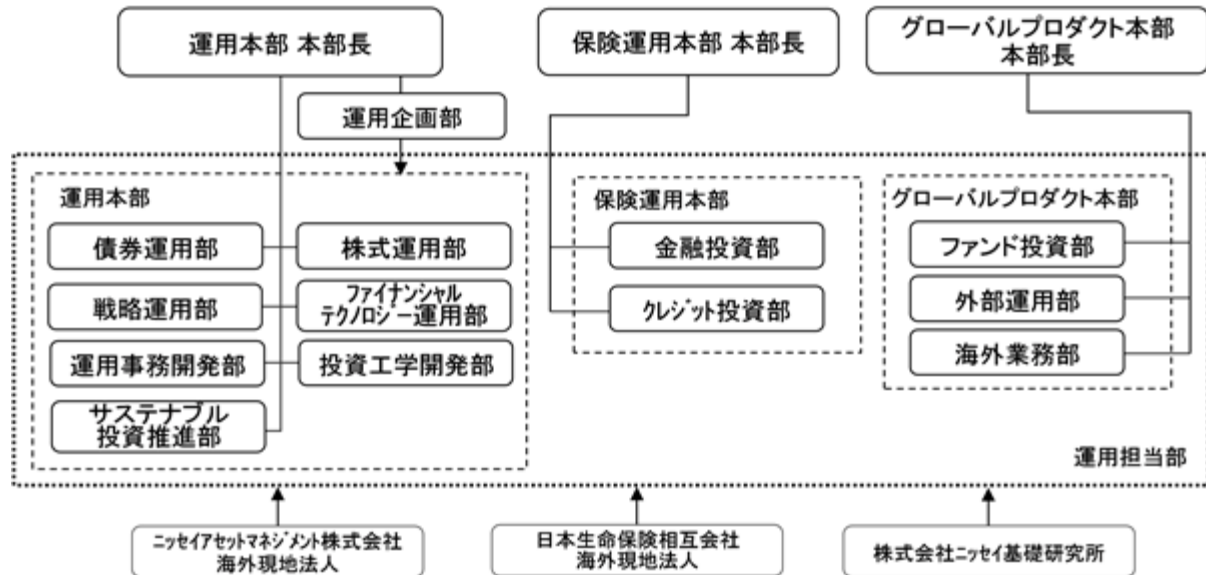 運用本部 本部長
保険運用本部 本部長
グローバルプロダクト本部
本部長
運用企画部
運用本部
債券運用部
株式運用部
戦略運用部
ファイナンシャル
テクノロジー運用部
運用事務開発部
投資工学開発部
サステナブル
投資推進部
保険運用本部
金融投資部
クレジット投資部
グローバルプロダクト本部
ファンド投資部
外部運用部
海外業務部
運用担当部
ニッセイアセットマネジメント株式会社
海外現地法人
日本生命保険相互会社
海外現地法人
株式会社ニッセイ基礎研究所